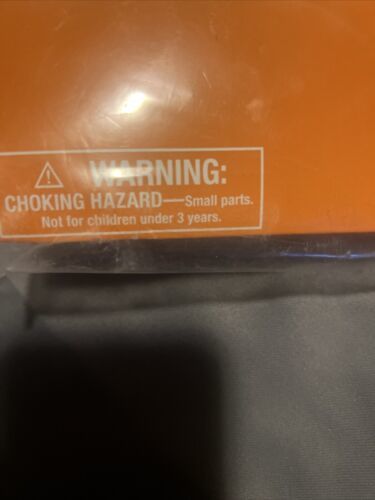 WARNING:
CHOKING HAZARD—Small parts.
Not for children under 3 years.